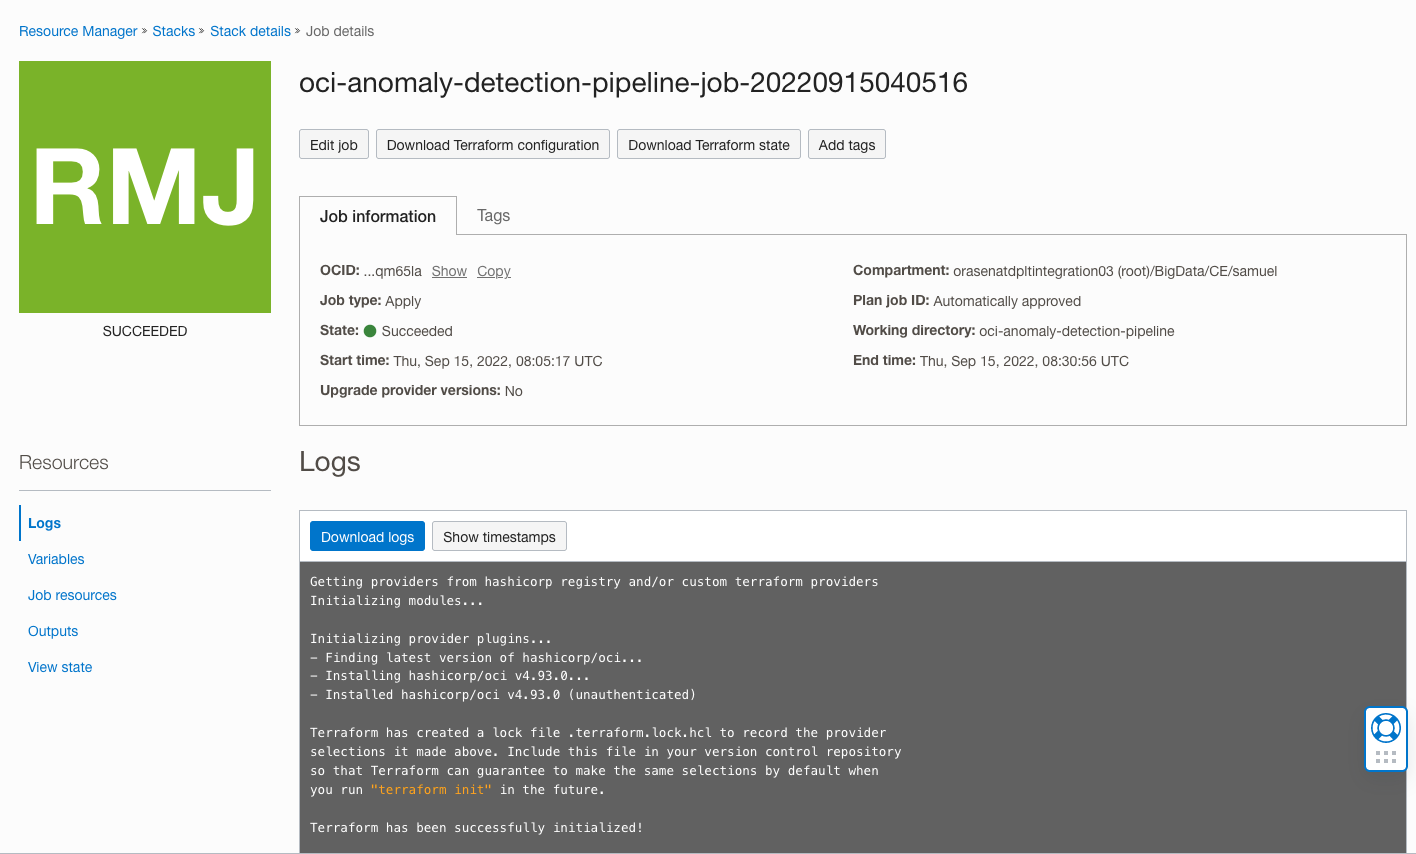 Resource Manager » Stacks » Stack details » Job details
RMJ
SUCCEEDED
oci-anomaly-detection-pipeline-job-20220915040516
Edit job Download Terraform configuration Download Terraform state Add tags
Job information Tags
OCID: ...qm65la Show Copy
Job type: Apply
State: Succeeded
Start time: Thu, Sep 15, 2022, 08:05:17 UTC
Upgrade provider versions: No
Compartment: orasenatdpltintegration03 (root)/BigData/CE/samuel
Plan job ID: Automatically approved
Working directory: oci-anomaly-detection-pipeline
End time: Thu, Sep 15, 2022, 08:30:56 UTC
Resources
Logs
Variables
Job resources
Outputs
View state
Logs
Download logs Show timestamps
Getting providers from hashicorp registry and/or custom terraform providers
Initializing modules...
Initializing provider plugins...
- Finding latest version of hashicorp/oci...
- Installing hashicorp/oci v4.93.0...
- Installed hashicorp/oci v4.93.0 (unauthenticated)
Terraform has created a lock file .terraform.lock.hcl to record the provider
selections it made above. Include this file in your version control repository
so that Terraform can guarantee to make the same selections by default when
you run "terraform init" in the future.
Terraform has been successfully initialized!